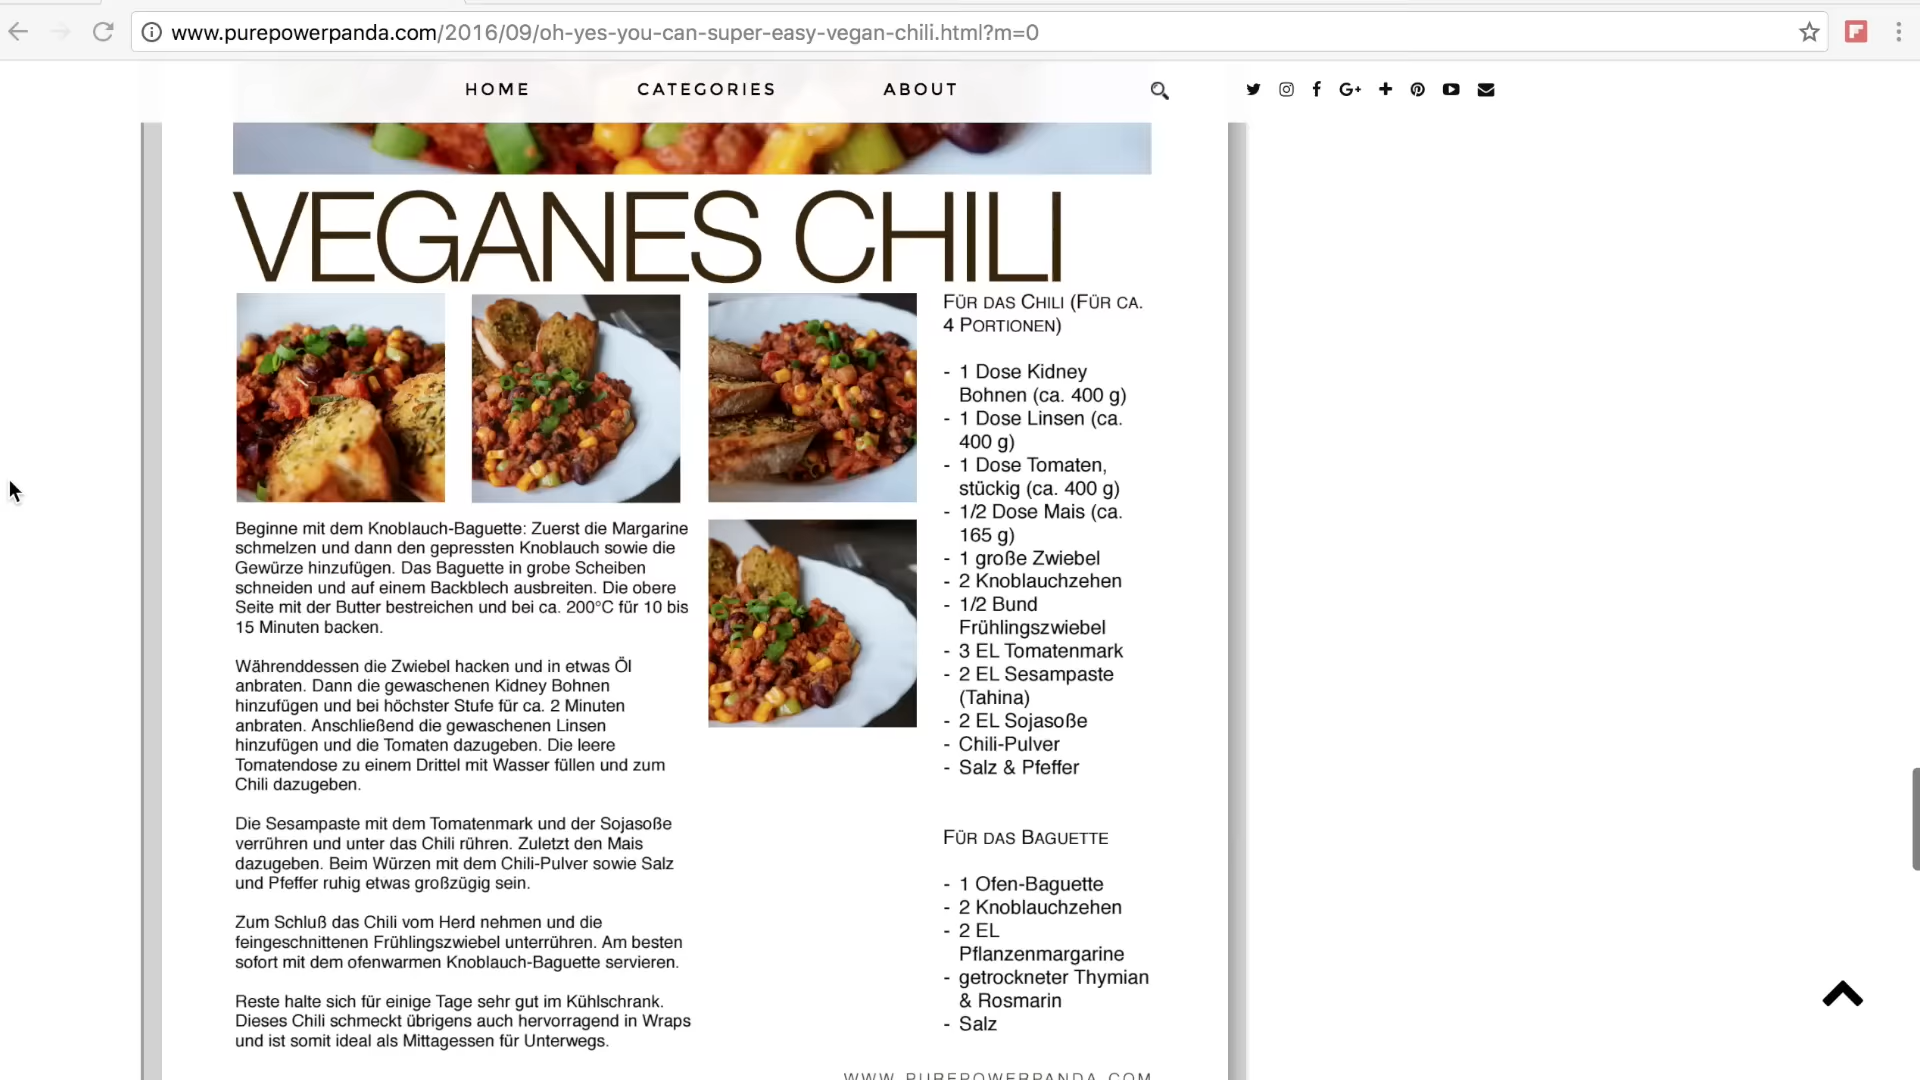 www.purepowerpanda.com/2016/09/oh-yes-you-can-super-easy-vegan-chili.html?m=0
HOME CATEGORIES ABOUT
VEGANES CHILI
Beginne mit dem Knoblauch-Baguette: Zuerst die Margarine
schmelzen und dann den gepressten Knoblauch sowie die
Gewürze hinzufügen. Das Baguette in grobe Scheiben
schneiden und auf einem Backblech ausbreiten. Die obere
Seite mit der Butter bestreichen und bei ca. 200°C für 10 bis
15 Minuten backen.
Währenddessen die Zwiebel hacken und in etwas Öl
anbraten. Dann die gewaschenen Kidney Bohnen
hinzufügen und bei höchster Stufe für ca. 2 Minuten
anbraten. Anschließend die gewaschenen Linsen
hinzufügen und die Tomaten dazugeben. Die leere
Tomatendose zu einem Drittel mit Wasser füllen und zum
Chili dazugeben.
Die Sesampaste mit dem Tomatenmark und der Sojasoße
verrühren und unter das Chili rühren. Zuletzt den Mais
dazugeben. Beim Würzen mit dem Chili-Pulver sowie Salz
und Pfeffer ruhig etwas großzügig sein.
Zum Schluß das Chili vom Herd nehmen und die
feingeschnittenen Frühlingszwiebel unterrühren. Am besten
sofort mit dem ofenwarmen Knoblauch-Baguette servieren.
Reste halte sich für einige Tage sehr gut im Kühlschrank.
Dieses Chili schmeckt übrigens auch hervorragend in Wraps
und ist somit ideal als Mittagessen für Unterwegs.
FÜR DAS CHILI (FÜR CA.
4 PORTIONEN)
- 1 Dose Kidney
Bohnen (ca. 400 g)
- 1 Dose Linsen (ca.
400 g)
- 1 Dose Tomaten,
stückig (ca. 400 g)
- 1/2 Dose Mais (ca.
165 g)
- 1 große Zwiebel
- 2 Knoblauchzehen
- 1/2 Bund
Frühlingszwiebel
- 3 EL Tomatenmark
- 2 EL Sesampaste
(Tahina)
- 2 EL Sojasoße
- Chili-Pulver
- Salz & Pfeffer
FÜR DAS BAGUETTE
- 1 Ofen-Baguette
- 2 Knoblauchzehen
- 2 EL
Pflanzenmargarine
- getrockneter Thymian
& Rosmarin
- Salz
WWW.PUREPOWERPANDA.COM